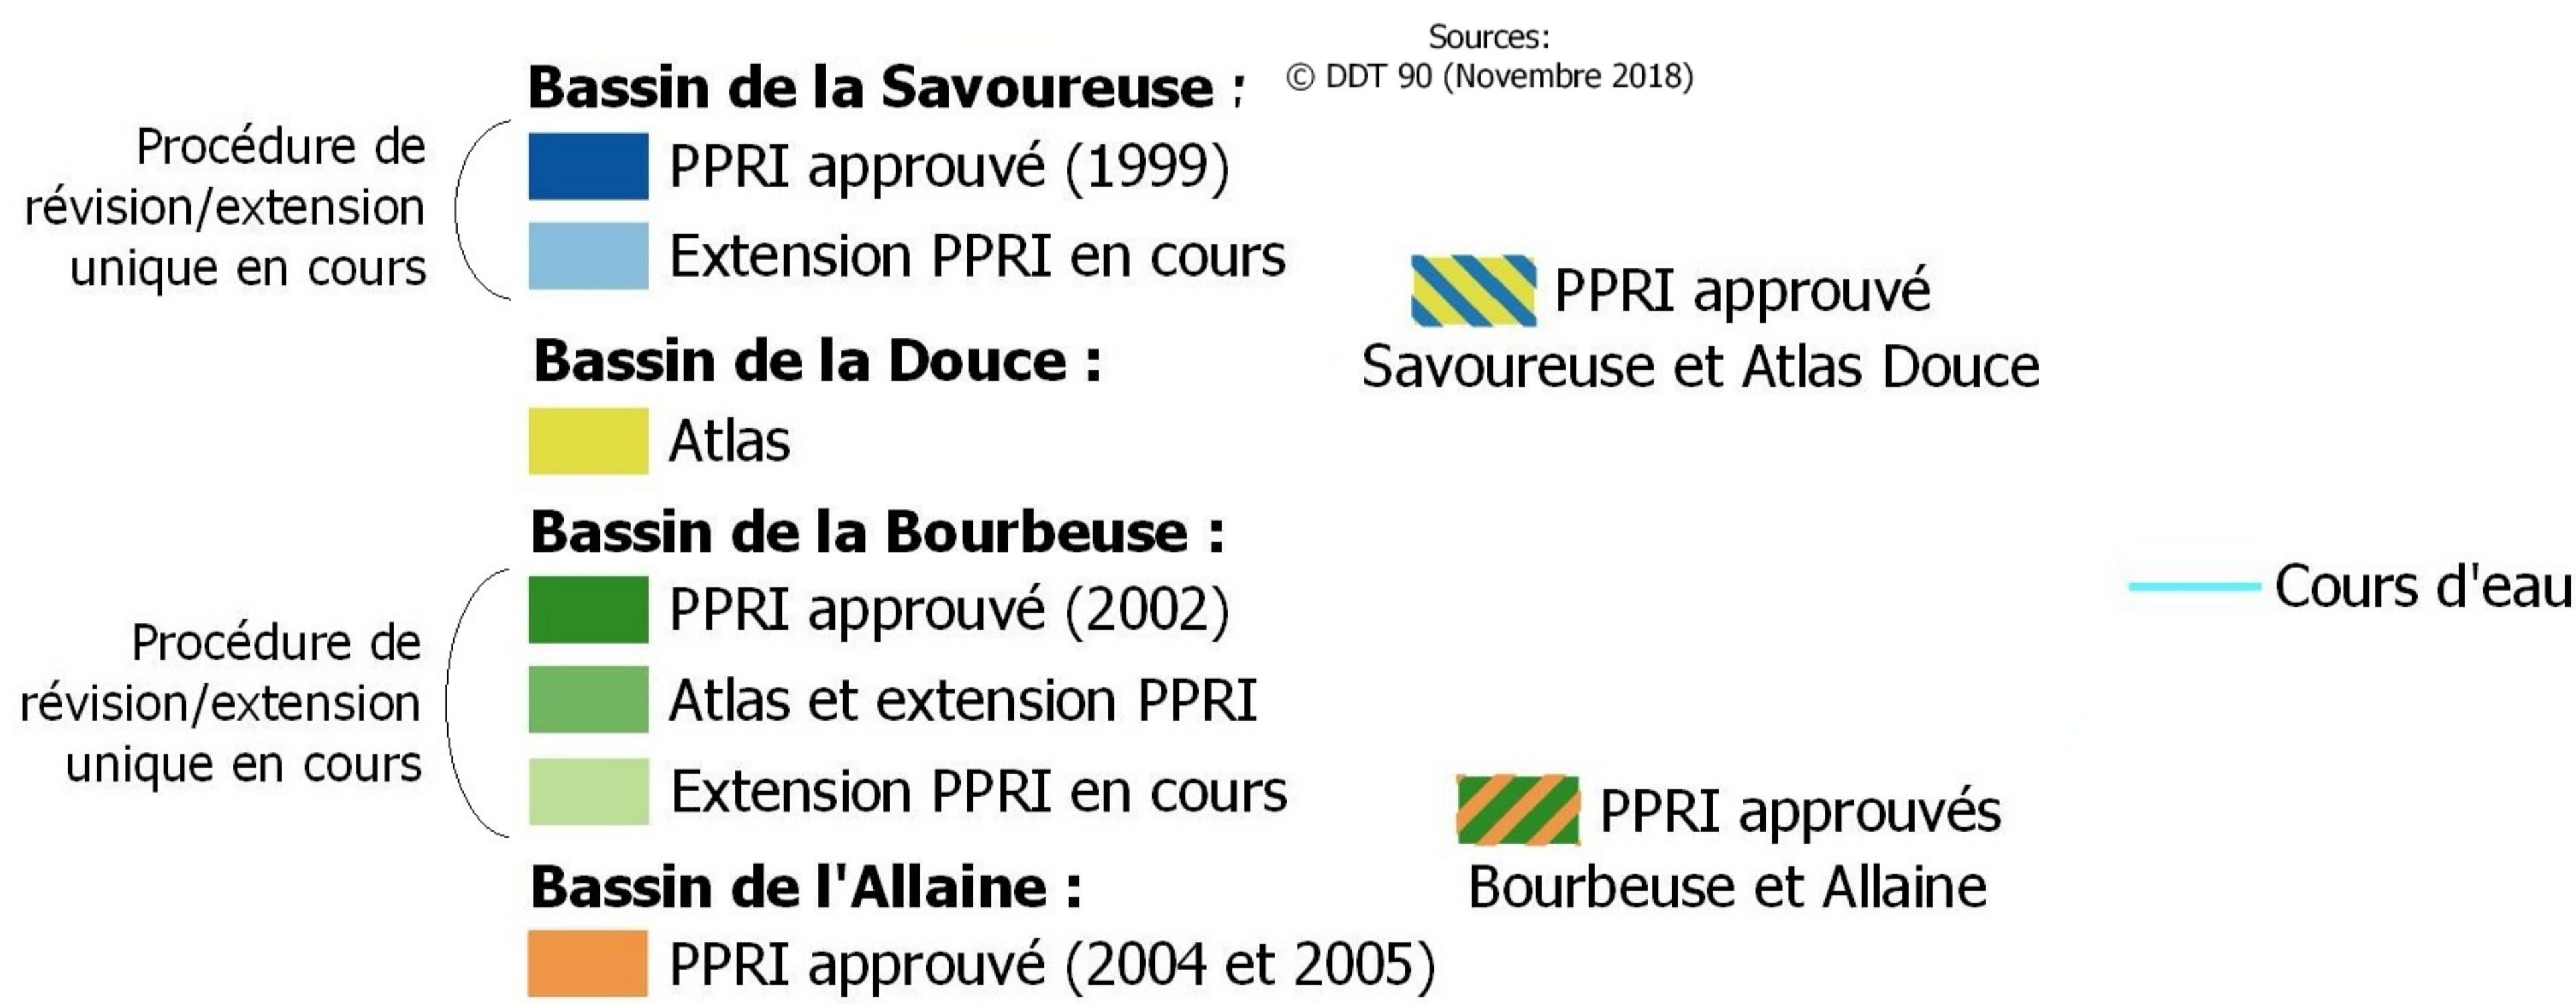 Sources:
© DDT 90 (Novembre 2018)
Bassin de la Savoureuse :
Procédure de
révision/extension
unique en cours
PPRI approuvé (1999)
Extension PPRI en cours
PPRI approuvé
Savoureuse et Atlas Douce
Bassin de la Douce :
Atlas
Bassin de la Bourbeuse :
Procédure de
révision/extension
unique en cours
PPRI approuvé (2002)
Atlas et extension PPRI
Extension PPRI en cours
Cours d'eau
PPRI approuvés
Bourbeuse et Allaine
Bassin de l'Allaine :
PPRI approuvé (2004 et 2005)